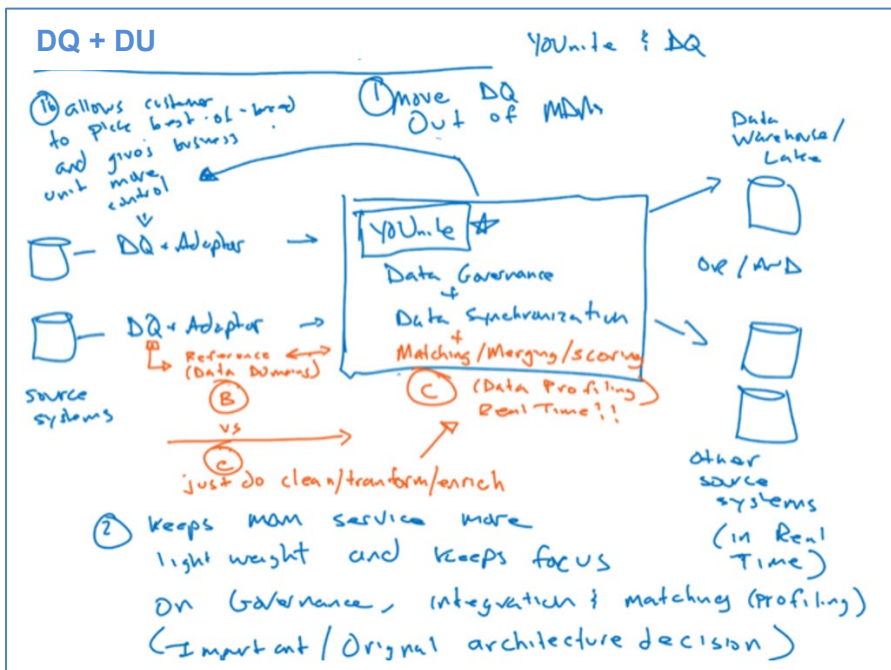 DQ + DU
YOUnite & DQ
① move DQ
Out of MDM
①b allows customer
to pick best-of-breed
and gives business
unit more
control
DQ + Adaptor
DQ + Adaptor
Reference
(Data Domains)
B
vs
C
just do clean/tranform/enrich
source
systems
YOUnite
Data Governance
+
Data Synchronization
+
Matching/Merging/scoring
C
(Data Profiling)
Real Time!!
Data
Warehouse/
Lake
OR / AND
other
source
systems
(in Real
Time)
② keeps MDM service more
light weight and keeps focus
on Governance, integration & matching (profiling)
(Important / Original architecture decision)